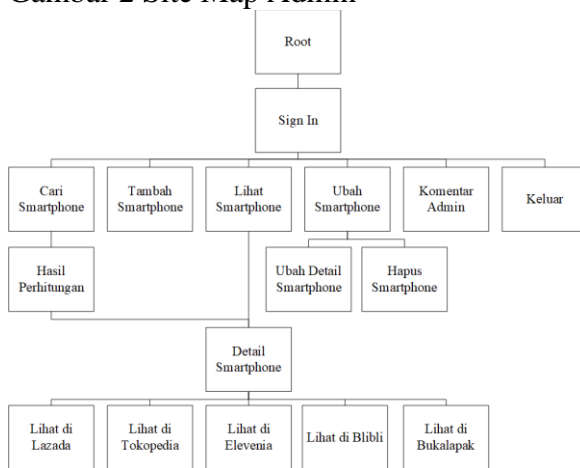 Gambar 2 Site Map Admin
Root
Sign In
Cari
Smartphone
Tambah
Smartphone
Lihat
Smartphone
Ubah
Smartphone
Komentar
Admin
Keluar
Hasil
Perhitungan
Ubah Detail
Smartphone
Hapus
Smartphone
Detail
Smartphone
Lihat di
Lazada
Lihat di
Tokopedia
Lihat di
Elevenia
Lihat di Blibli
Lihat di
Bukalapak